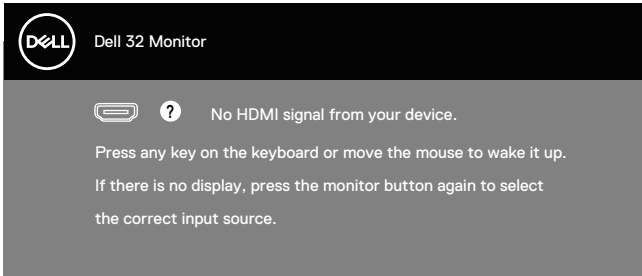 DELL
Dell 32 Monitor
? No HDMI signal from your device.
Press any key on the keyboard or move the mouse to wake it up.
If there is no display, press the monitor button again to select
the correct input source.